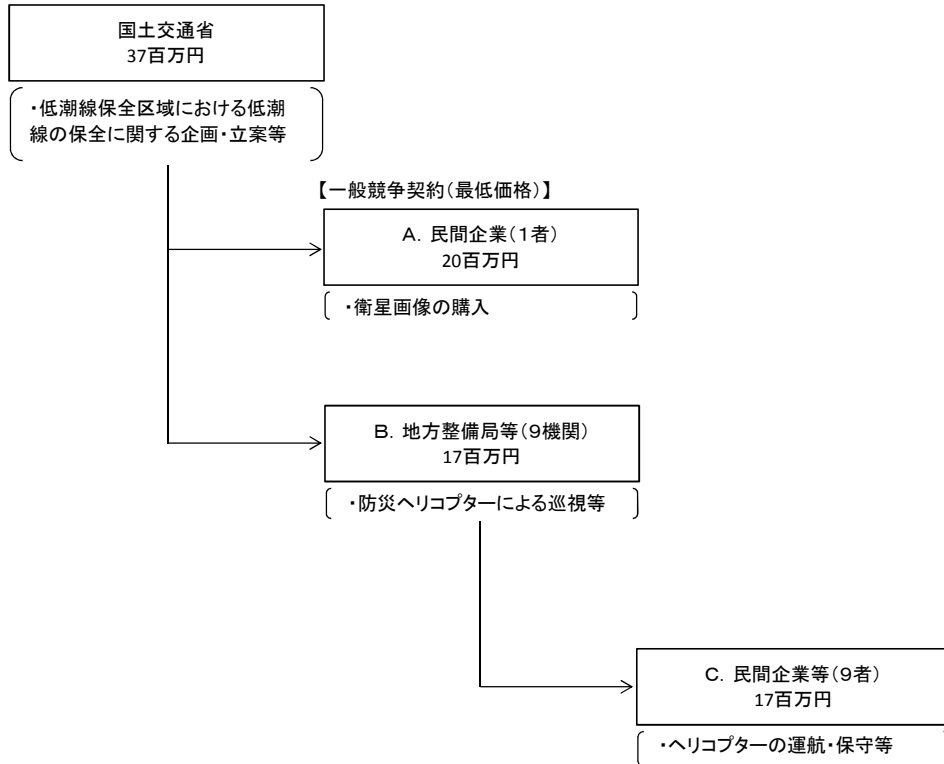 国土交通省
37百万円
・低潮線保全区域における低潮
線の保全に関する企画・立案等
【一般競争契約(最低価格)】
A. 民間企業(1者)
20百万円
・衛星画像の購入
B. 地方整備局等(9機関)
17百万円
・防災ヘリコプターによる巡視等
C. 民間企業等(9者)
17百万円
・ヘリコプターの運航・保守等